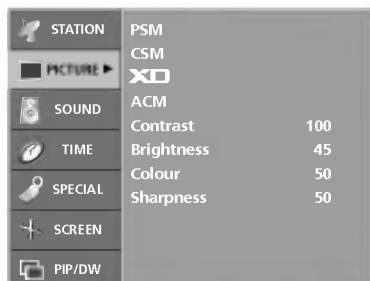 STATION
PICTURE ►
SOUND
TIME
SPECIAL
SCREEN
PIP/DW
PSM
CSM
XD
ACM
Contrast 100
Brightness 45
Colour 50
Sharpness 50